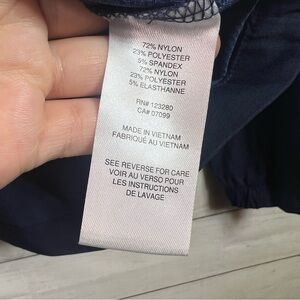 72% NYLON
23% POLYESTER
5% SPANDEX
72% NYLON
23% POLYESTER
5% ELASTHANNE
RN# 123280
CA# 07099
MADE IN VIETNAM
FABRIQUÉ AU VIETNAM
SEE REVERSE FOR CARE
VOIR AU VERSO POUR
LES INSTRUCTIONS
DE LAVAGE